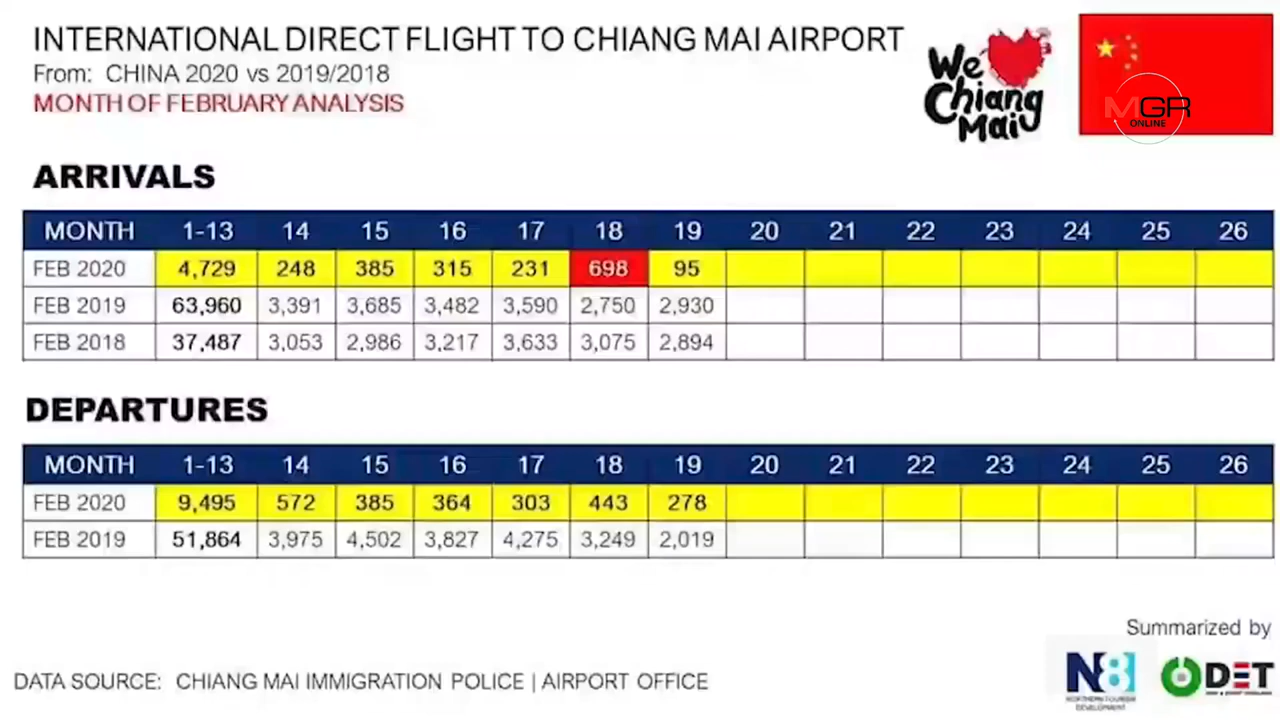 INTERNATIONAL DIRECT FLIGHT TO CHIANG MAI AIRPORT
From: CHINA 2020 vs 2019/2018
MONTH OF FEBRUARY ANALYSIS
We
Chiang
Mai
MGR
ONLINE
ARRIVALS
MONTH 1-13 14 15 16 17 18 19 20 21 22 23 24 25 26
FEB 2020 4,729 248 385 315 231 698 95
FEB 2019 63,960 3,391 3,685 3,482 3,590 2,750 2,930
FEB 2018 37,487 3,053 2,986 3,217 3,633 3,075 2,894
DEPARTURES
MONTH 1-13 14 15 16 17 18 19 20 21 22 23 24 25 26
FEB 2020 9,495 572 385 364 303 443 278
FEB 2019 51,864 3,975 4,502 3,827 4,275 3,249 2,019
Summarized by
N8
NORTHERN TOURISM
DEVELOPMENT
DET
DATA SOURCE: CHIANG MAI IMMIGRATION POLICE | AIRPORT OFFICE